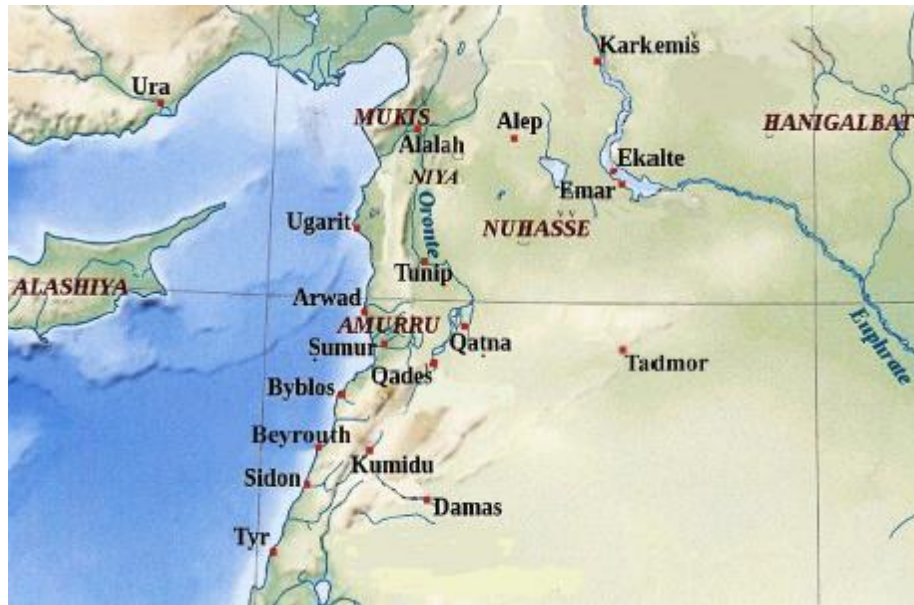 Karkemis
Ura
MUKIS
Alep
HANIGALBAT
Alalah
Ekalte
NIYA
Emar
Oronte
Ugarit
NUHASSE
Tunip
ALASHIYA
Arwad
AMURRU
Euphrate
Sumur
Qatna
Qades
Tadmor
Byblos
Beyrouth
Kumidu
Sidon
Damas
Tyr